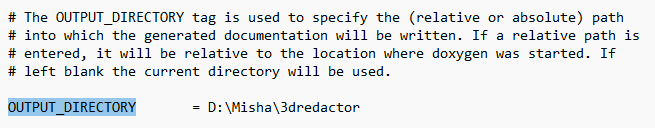 # The OUTPUT_DIRECTORY tag is used to specify the (relative or absolute) path
# into which the generated documentation will be written. If a relative path is
# entered, it will be relative to the location where doxygen was started. If
# left blank the current directory will be used.
OUTPUT_DIRECTORY = D:\Misha\3dredactor